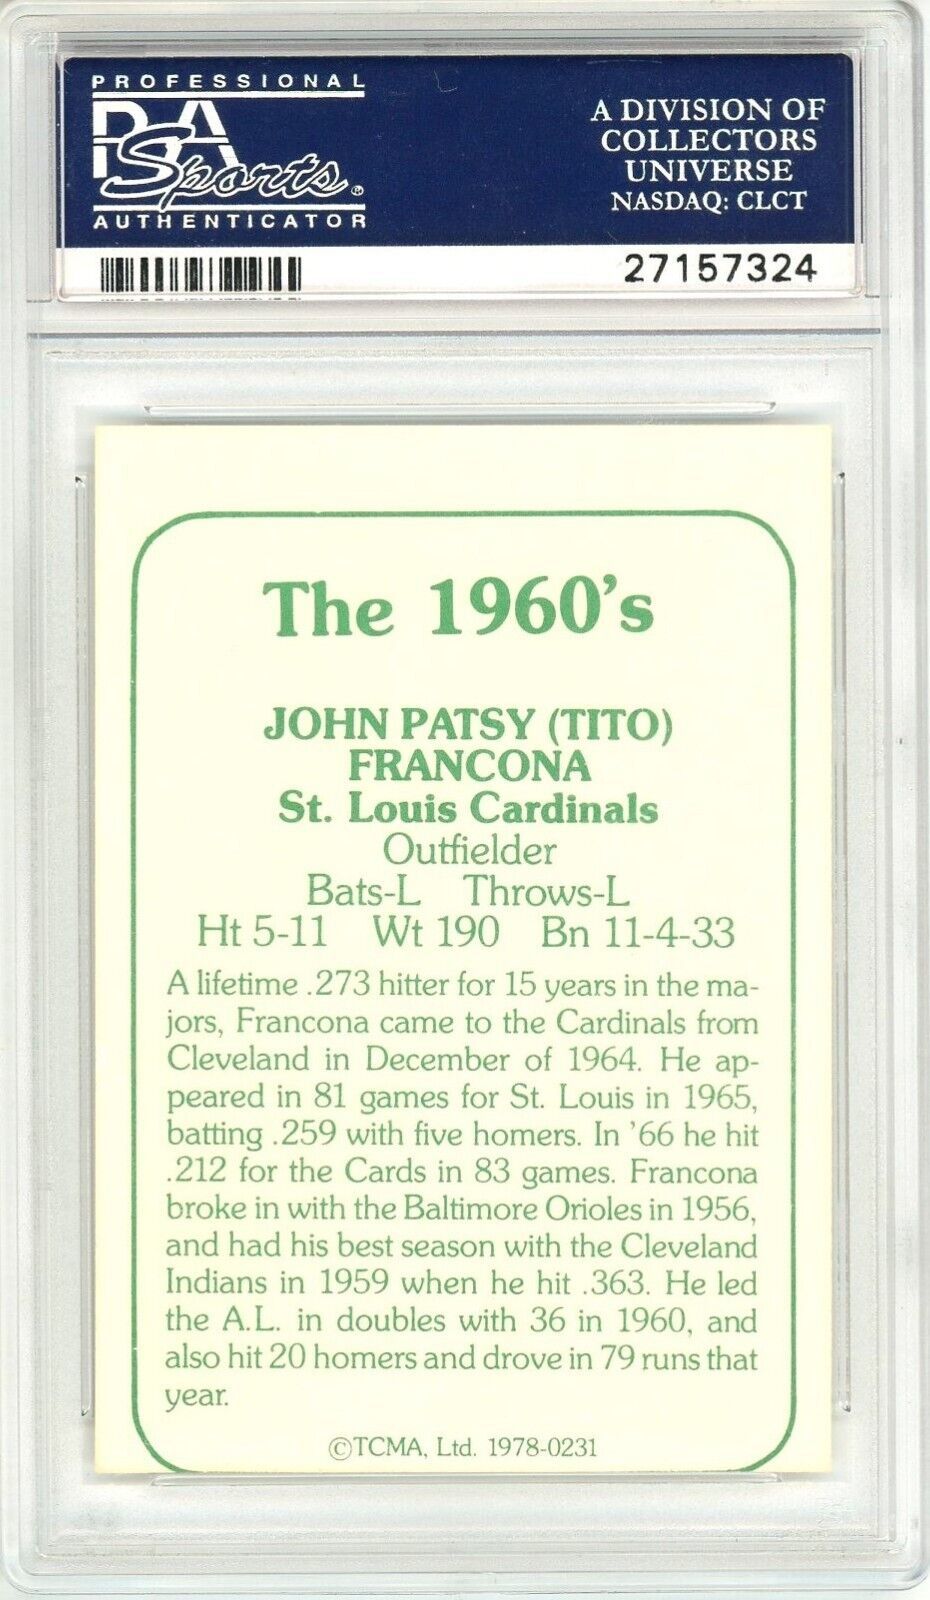 PROFESSIONAL
PSA
Sports®
AUTHENTICATOR
A DIVISION OF
COLLECTORS
UNIVERSE
NASDAQ: CLCT
27157324
The 1960's
JOHN PATSY (TITO)
FRANCONA
St. Louis Cardinals
Outfielder
Bats-L Throws-L
Ht 5-11 Wt 190 Bn 11-4-33
A lifetime .273 hitter for 15 years in the ma-
jors, Francona came to the Cardinals from
Cleveland in December of 1964. He ap-
peared in 81 games for St. Louis in 1965,
batting .259 with five homers. In '66 he hit
.212 for the Cards in 83 games. Francona
broke in with the Baltimore Orioles in 1956,
and had his best season with the Cleveland
Indians in 1959 when he hit .363. He led
the A.L. in doubles with 36 in 1960, and
also hit 20 homers and drove in 79 runs that
year.
©TCMA, Ltd. 1978-0231